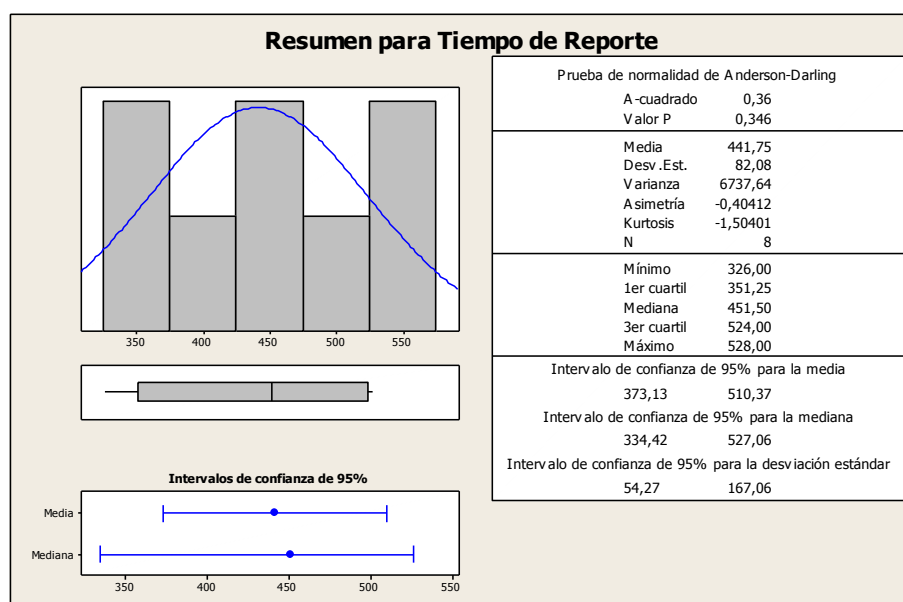 Resumen para Tiempo de Reporte
350 400 450 500 550
Intervalos de confianza de 95%
Media
Mediana
350 400 450 500 550
Prueba de normalidad de Anderson-Darling
A-cuadrado 0,36
Valor P 0,346
Media 441,75
Desv.Est. 82,08
Varianza 6737,64
Asimetría -0,40412
Kurtosis -1,50401
N 8
Mínimo 326,00
1er cuartil 351,25
Mediana 451,50
3er cuartil 524,00
Máximo 528,00
Intervalo de confianza de 95% para la media
373,13 510,37
Intervalo de confianza de 95% para la mediana
334,42 527,06
Intervalo de confianza de 95% para la desviación estándar
54,27 167,06